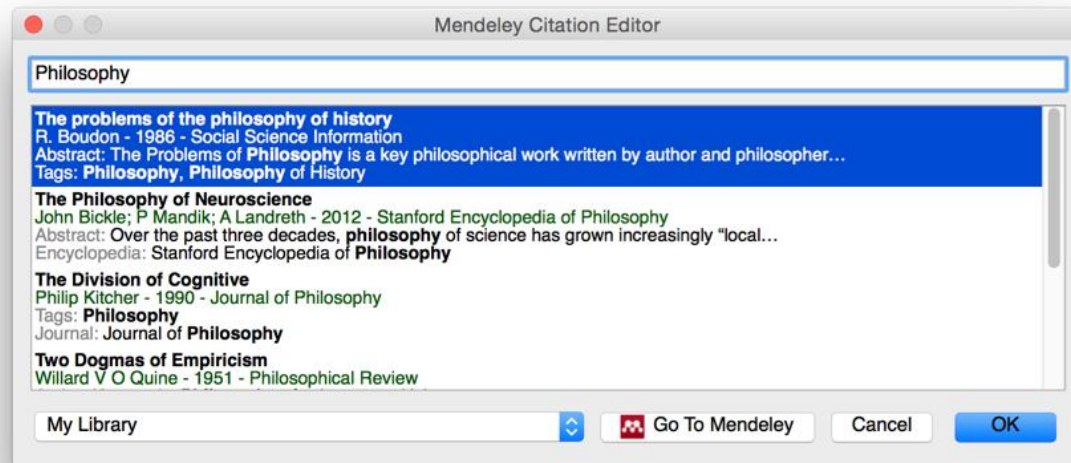 Mendeley Citation Editor
Philosophy
The problems of the philosophy of history
R. Boudon - 1986 - Social Science Information
Abstract: The Problems of Philosophy is a key philosophical work written by author and philosopher...
Tags: Philosophy, Philosophy of History
The Philosophy of Neuroscience
John Bickle; P Mandik; A Landreth - 2012 - Stanford Encyclopedia of Philosophy
Abstract: Over the past three decades, philosophy of science has grown increasingly “local...
Encyclopedia: Stanford Encyclopedia of Philosophy
The Division of Cognitive
Philip Kitcher - 1990 - Journal of Philosophy
Tags: Philosophy
Journal: Journal of Philosophy
Two Dogmas of Empiricism
Willard V O Quine - 1951 - Philosophical Review
My Library Go To Mendeley Cancel OK